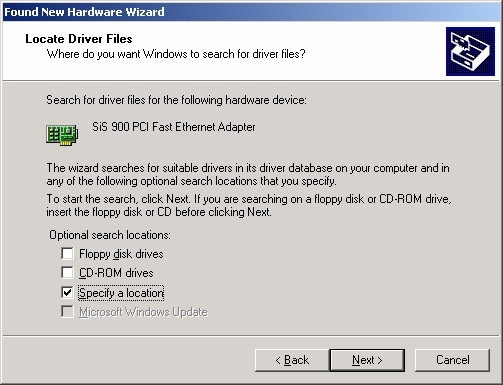 Found New Hardware Wizard
Locate Driver Files
Where do you want Windows to search for driver files?
Search for driver files for the following hardware device:
SiS 900 PCI Fast Ethernet Adapter
The wizard searches for suitable drivers in its driver database on your computer and in
any of the following optional search locations that you specify.
To start the search, click Next. If you are searching on a floppy disk or CD-ROM drive,
insert the floppy disk or CD before clicking Next.
Optional search locations:
Floppy disk drives
CD-ROM drives
Specify a location
Microsoft Windows Update
< Back
Next >
Cancel